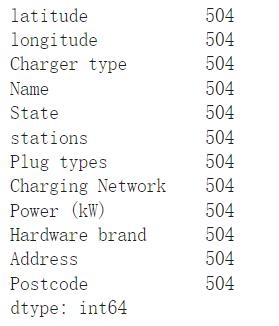 latitude 504
longitude 504
Charger type 504
Name 504
State 504
stations 504
Plug types 504
Charging Network 504
Power (kW) 504
Hardware brand 504
Address 504
Postcode 504
dtype: int64